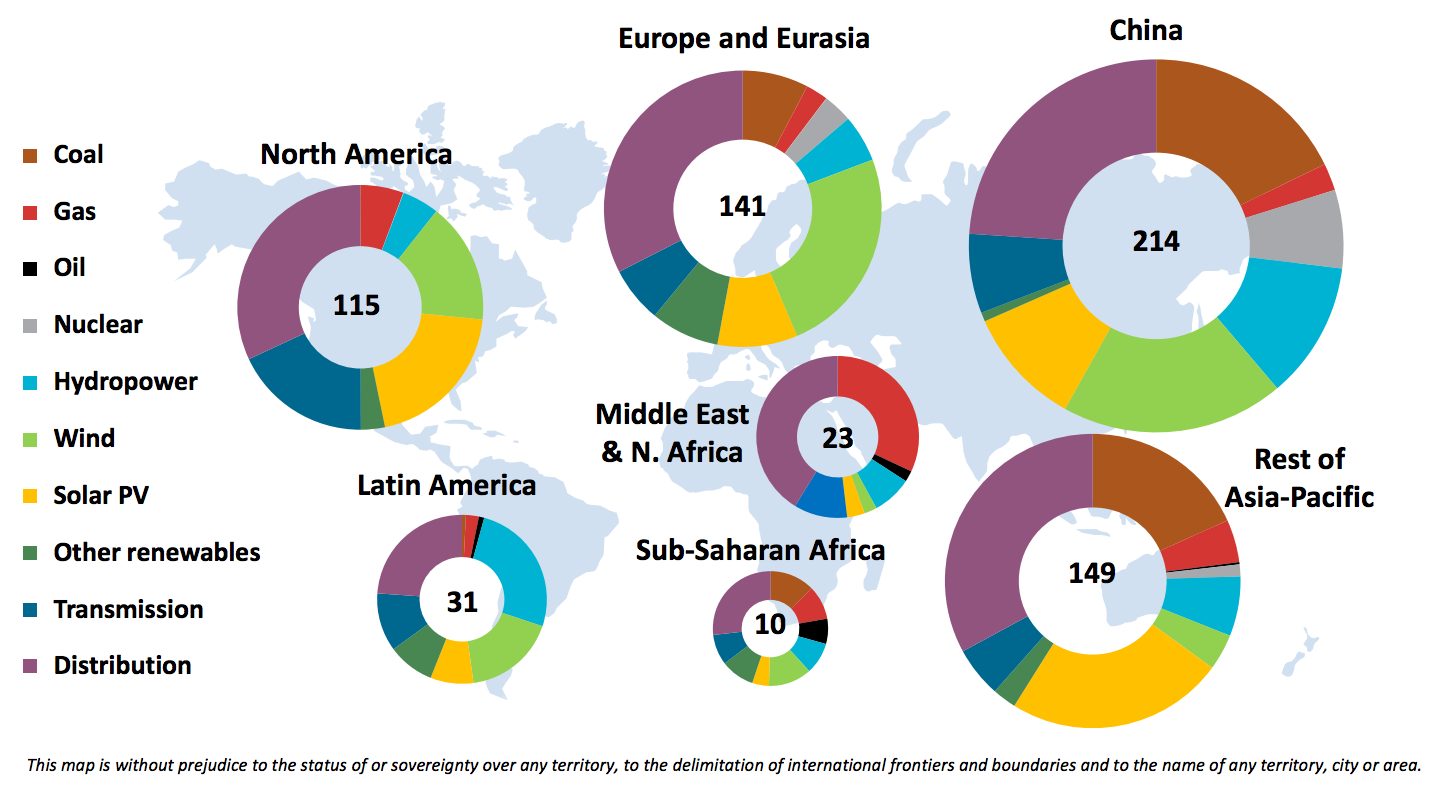 Europe and Eurasia
China
North America
Coal
Gas
Oil
Nuclear
Hydropower
Wind
Solar PV
Other renewables
Transmission
Distribution
141
214
115
Middle East
& N. Africa
23
Rest of
Asia-Pacific
Latin America
Sub-Saharan Africa
149
31
10
This map is without prejudice to the status of or sovereignty over any territory, to the delimitation of international frontiers and boundaries and to the name of any territory, city or area.